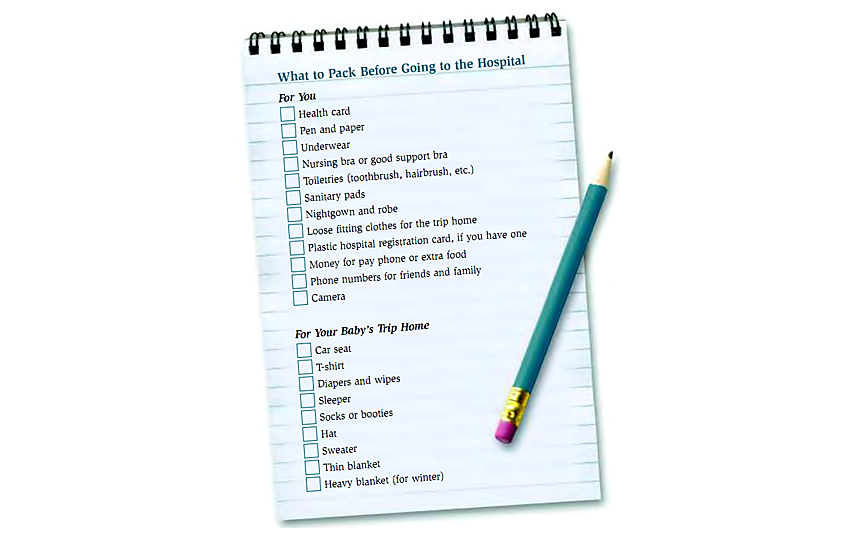 What to Pack Before Going to the Hospital
For You
Health card
Pen and paper
Underwear
Nursing bra or good support bra
Toiletries (toothbrush, hairbrush, etc.)
Sanitary pads
Nightgown and robe
Loose fitting clothes for the trip home
Plastic hospital registration card, if you have one
Money for pay phone or extra food
Phone numbers for friends and family
Camera
For Your Baby's Trip Home
Car seat
T-shirt
Diapers and wipes
Sleeper
Socks or booties
Hat
Sweater
Thin blanket
Heavy blanket (for winter)